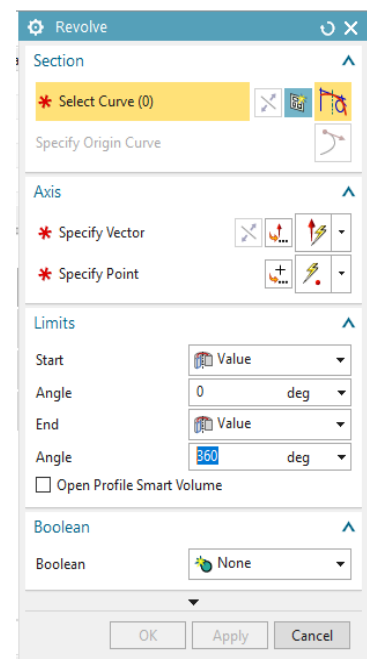 Revolve
Section
* Select Curve (0)
Specify Origin Curve
Axis
* Specify Vector
* Specify Point
Limits
Start Value
Angle 0 deg
End Value
Angle 360 deg
Open Profile Smart Volume
Boolean
Boolean None
OK Apply Cancel